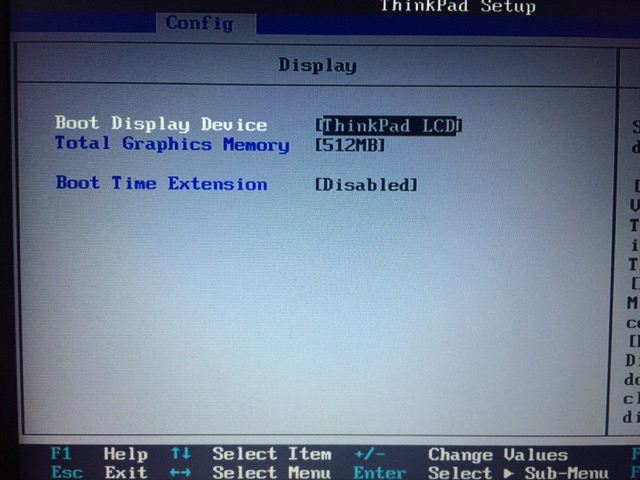 ThinkPad Setup
Config
Display
Boot Display Device [ThinkPad LCD]
Total Graphics Memory [512MB]
Boot Time Extension [Disabled]
F1 Help ↑↓ Select Item +/- Change Values
Esc Exit ←→ Select Menu Enter Select ▶ Sub-Menu